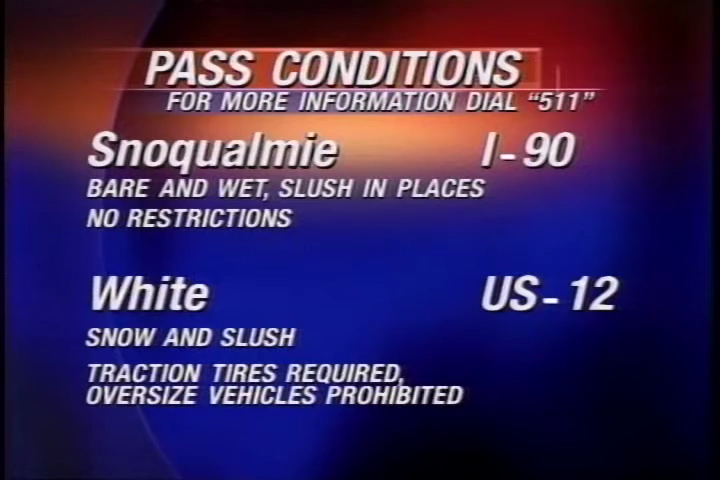 PASS CONDITIONS
FOR MORE INFORMATION DIAL “511”
Snoqualmie I-90
BARE AND WET, SLUSH IN PLACES
NO RESTRICTIONS
White US-12
SNOW AND SLUSH
TRACTION TIRES REQUIRED,
OVERSIZE VEHICLES PROHIBITED